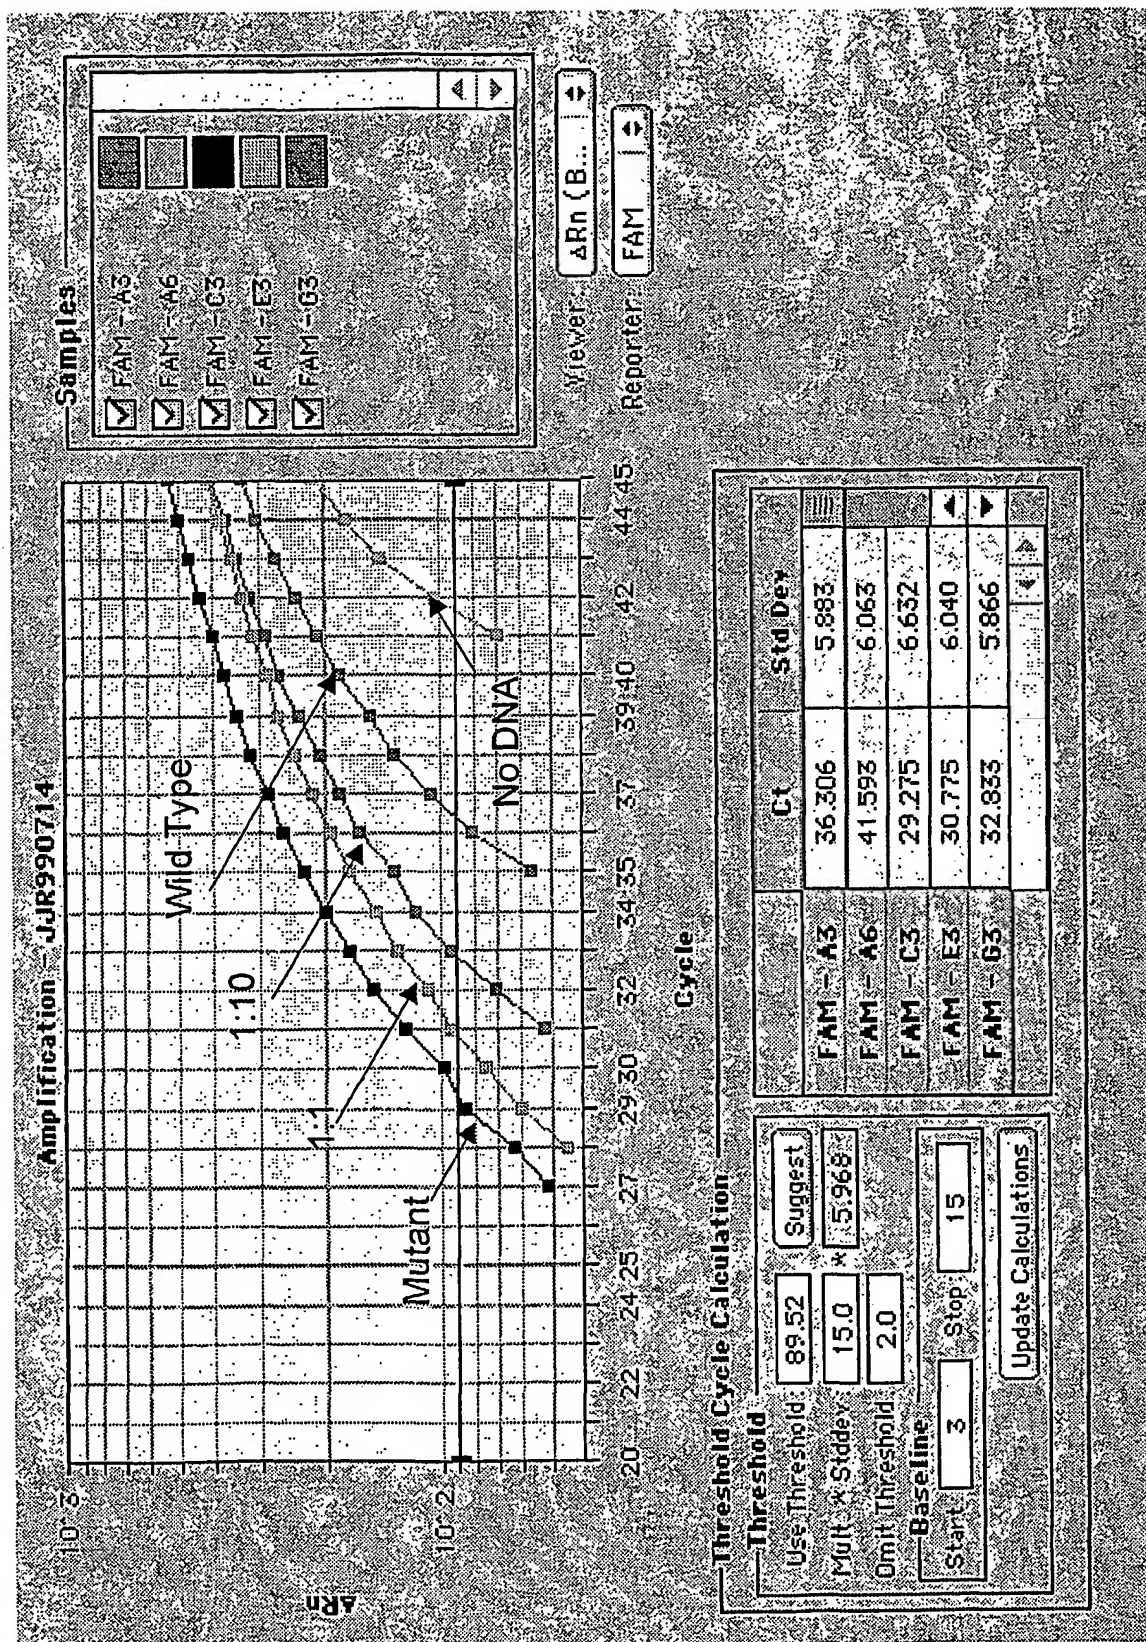 Amplification - JJR990714
ΔRn
10^3
10^2
Wild Type
1:10
1:1
Mutant
No DNA
20 22 24 25 27 29 30 32 34 35 37 39 40 42 44 45
Cycle
Samples
FAM - A3
FAM - A6
FAM - C3
FAM - E3
FAM - G3
Viewer: ΔRn (B...
Reporter: FAM
Threshold Cycle Calculation
Threshold
Use Threshold: 89.52 Suggest
Mult. * Stddev: 15.0 * 5.968
Omit Threshold: 2.0
Baseline
Start 3 Stop 15
Update Calculations
Ct Std Dev
FAM - A3 36.306 5.883
FAM - A6 41.593 6.063
FAM - C3 29.275 6.632
FAM - E3 30.775 6.040
FAM - G3 32.833 5.866